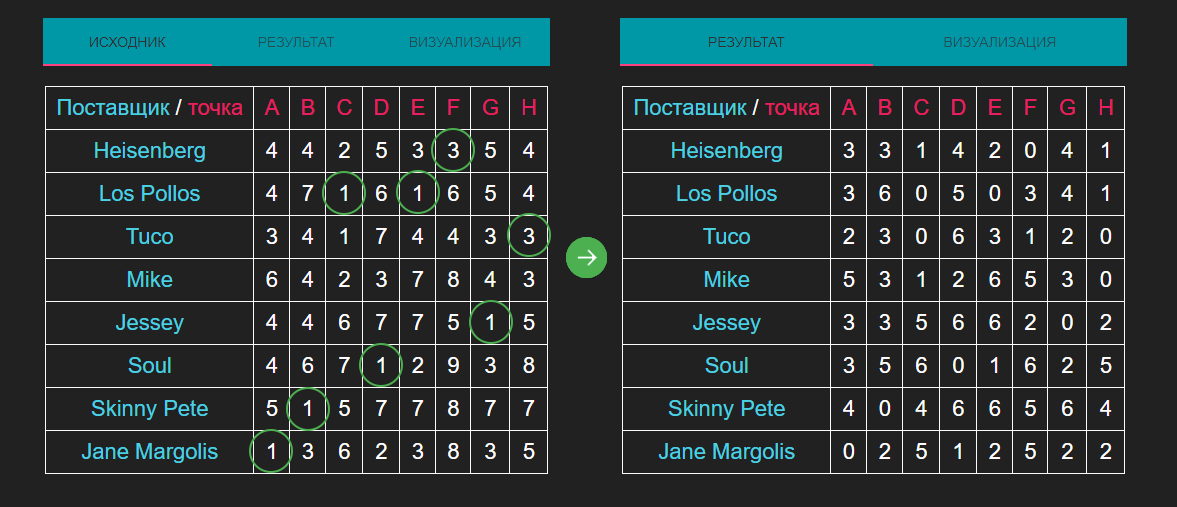 ИСХОДНИК РЕЗУЛЬТАТ ВИЗУАЛИЗАЦИЯ
Поставщик / точка A B C D E F G H
Heisenberg 4 4 2 5 3 3 5 4
Los Pollos 4 7 1 6 1 6 5 4
Tuco 3 4 1 7 4 4 3 3
Mike 6 4 2 3 7 8 4 3
Jessey 4 4 6 7 7 5 1 5
Soul 4 6 7 1 2 9 3 8
Skinny Pete 5 1 5 7 7 8 7 7
Jane Margolis 1 3 6 2 3 8 3 5
РЕЗУЛЬТАТ ВИЗУАЛИЗАЦИЯ
Поставщик / точка A B C D E F G H
Heisenberg 3 3 1 4 2 0 4 1
Los Pollos 3 6 0 5 0 3 4 1
Tuco 2 3 0 6 3 1 2 0
Mike 5 3 1 2 6 5 3 0
Jessey 3 3 5 6 6 2 0 2
Soul 3 5 6 0 1 6 2 5
Skinny Pete 4 0 4 6 6 5 6 4
Jane Margolis 0 2 5 1 2 5 2 2